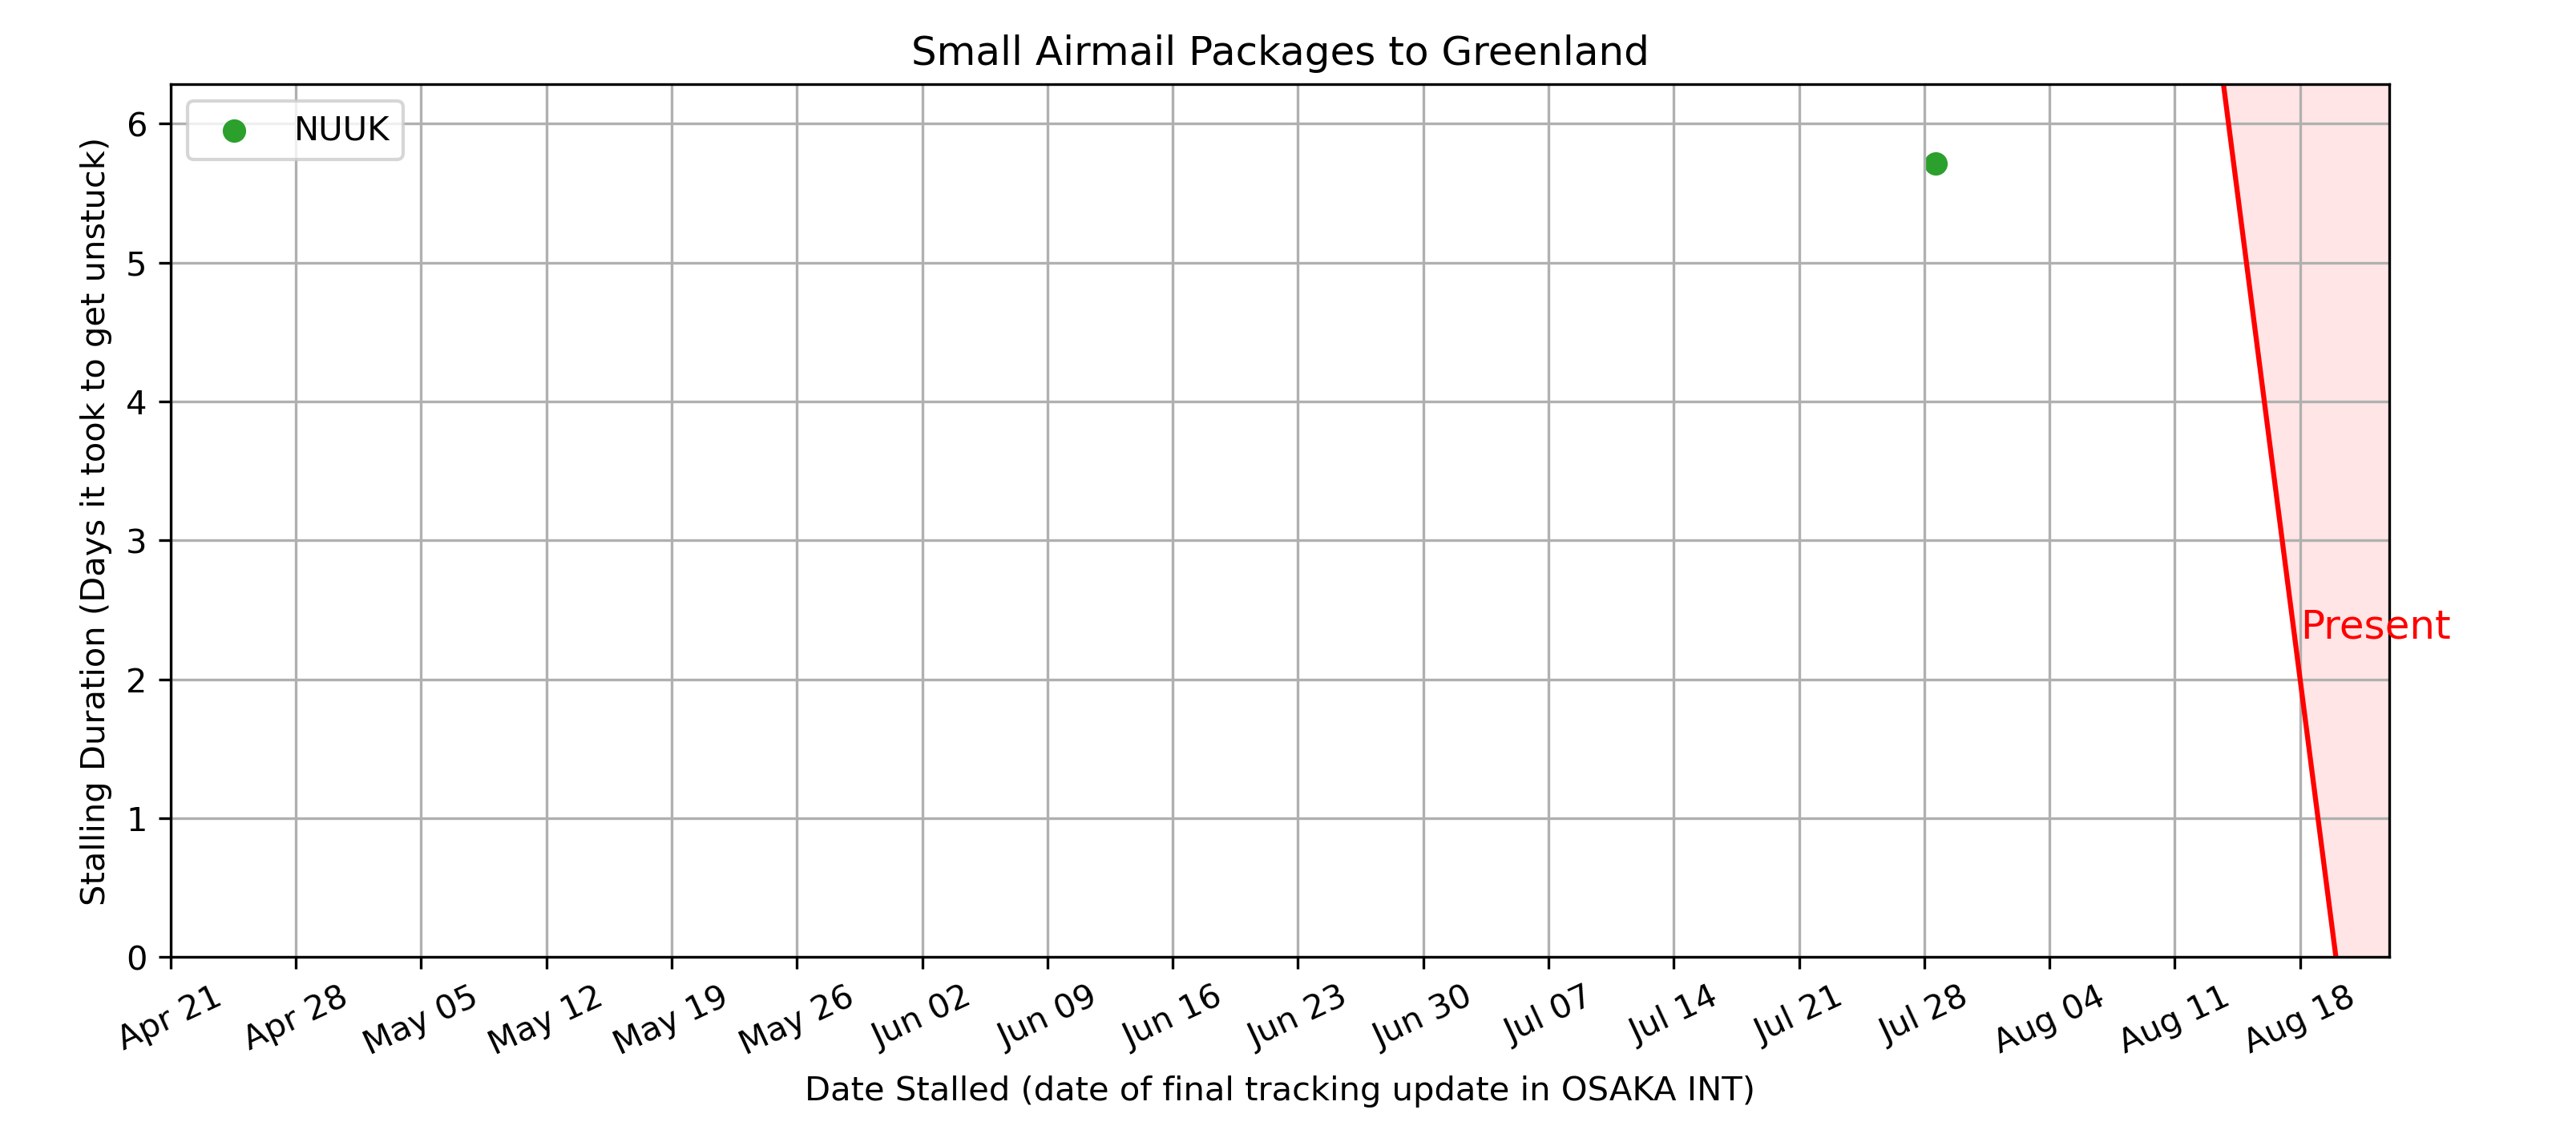 Small Airmail Packages to Greenland
NUUK
Stalling Duration (Days it took to get unstuck)
6
5
4
3
2
1
0
Present
Apr 21
Apr 28
May 05
May 12
May 19
May 26
Jun 02
Jun 09
Jun 16
Jun 23
Jun 30
Jul 07
Jul 14
Jul 21
Jul 28
Aug 04
Aug 11
Aug 18
Date Stalled (date of final tracking update in OSAKA INT)